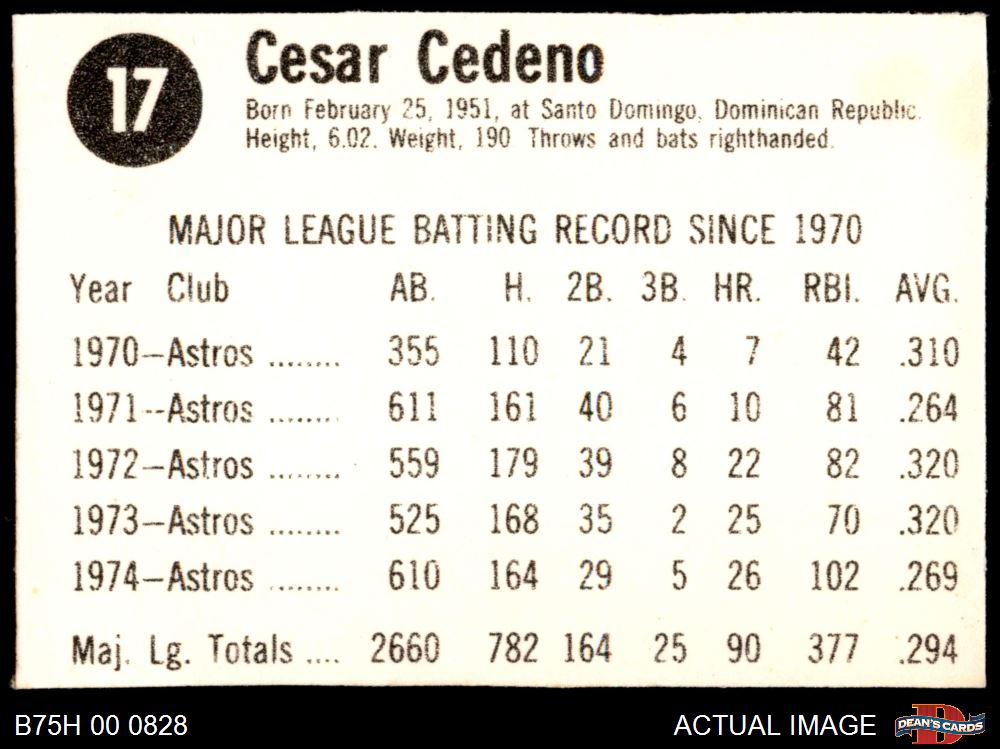 17
Cesar Cedeno
Born February 25, 1951, at Santo Domingo, Dominican Republic.
Height, 6.02. Weight, 190 Throws and bats righthanded.
MAJOR LEAGUE BATTING RECORD SINCE 1970
Year Club AB. H. 2B. 3B. HR. RBI. AVG.
1970—Astros ........ 355 110 21 4 7 42 .310
1971--Astros ........ 611 161 40 6 10 81 .264
1972—Astros ........ 559 179 39 8 22 82 .320
1973—Astros ........ 525 168 35 2 25 70 .320
1974—Astros ........ 610 164 29 5 26 102 .269
Maj. Lg. Totals .... 2660 782 164 25 90 377 .294
B75H 00 0828
ACTUAL IMAGE
D
DEAN'S CARDS